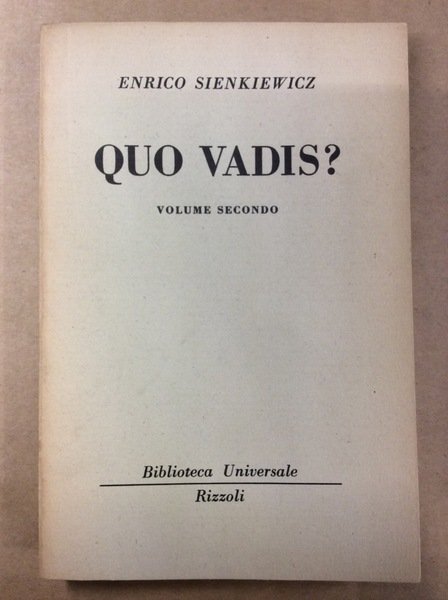 ENRICO SIENKIEWICZ
QUO VADIS?
VOLUME SECONDO
Biblioteca Universale
Rizzoli